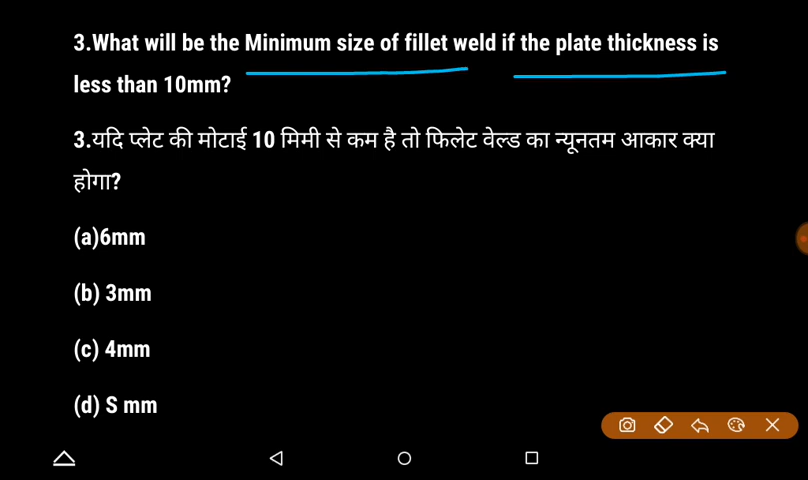 3.What will be the Minimum size of fillet weld if the plate thickness is
less than 10mm?
3.यदि प्लेट की मोटाई 10 मिमी से कम है तो फिलेट वेल्ड का न्यूनतम आकार क्या
होगा?
(a)6mm
(b) 3mm
(c) 4mm
(d) S mm